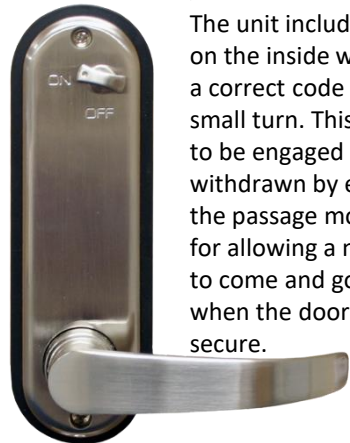 The unit includ
on the inside w
a correct code
small turn. This
to be engaged
withdrawn by e
the passage mo
for allowing a
to come and go
when the door
secure.
ON
OFF